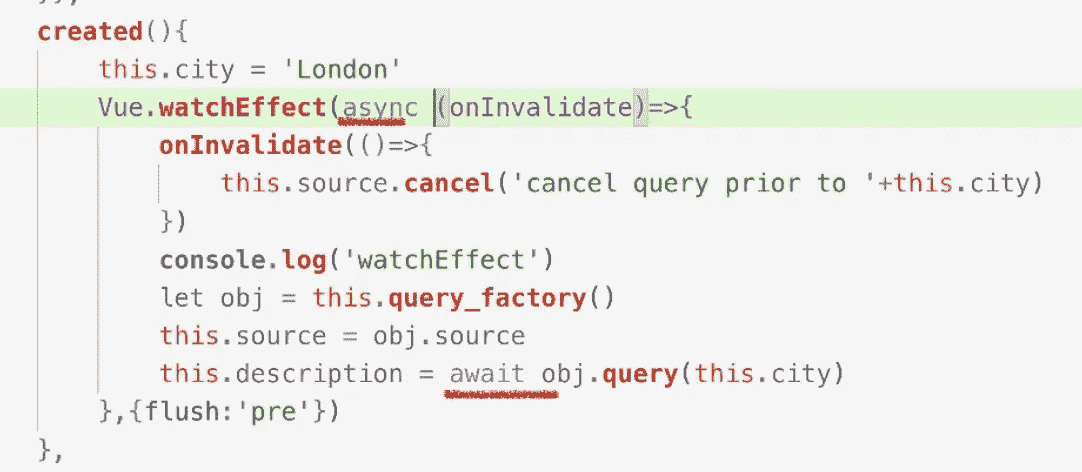 }},
created(){
this.city = 'London'
Vue.watchEffect(async (onInvalidate)=>{
onInvalidate(()=>{
this.source.cancel('cancel query prior to '+this.city)
})
console.log('watchEffect')
let obj = this.query_factory()
this.source = obj.source
this.description = await obj.query(this.city)
},{flush:'pre'})
},